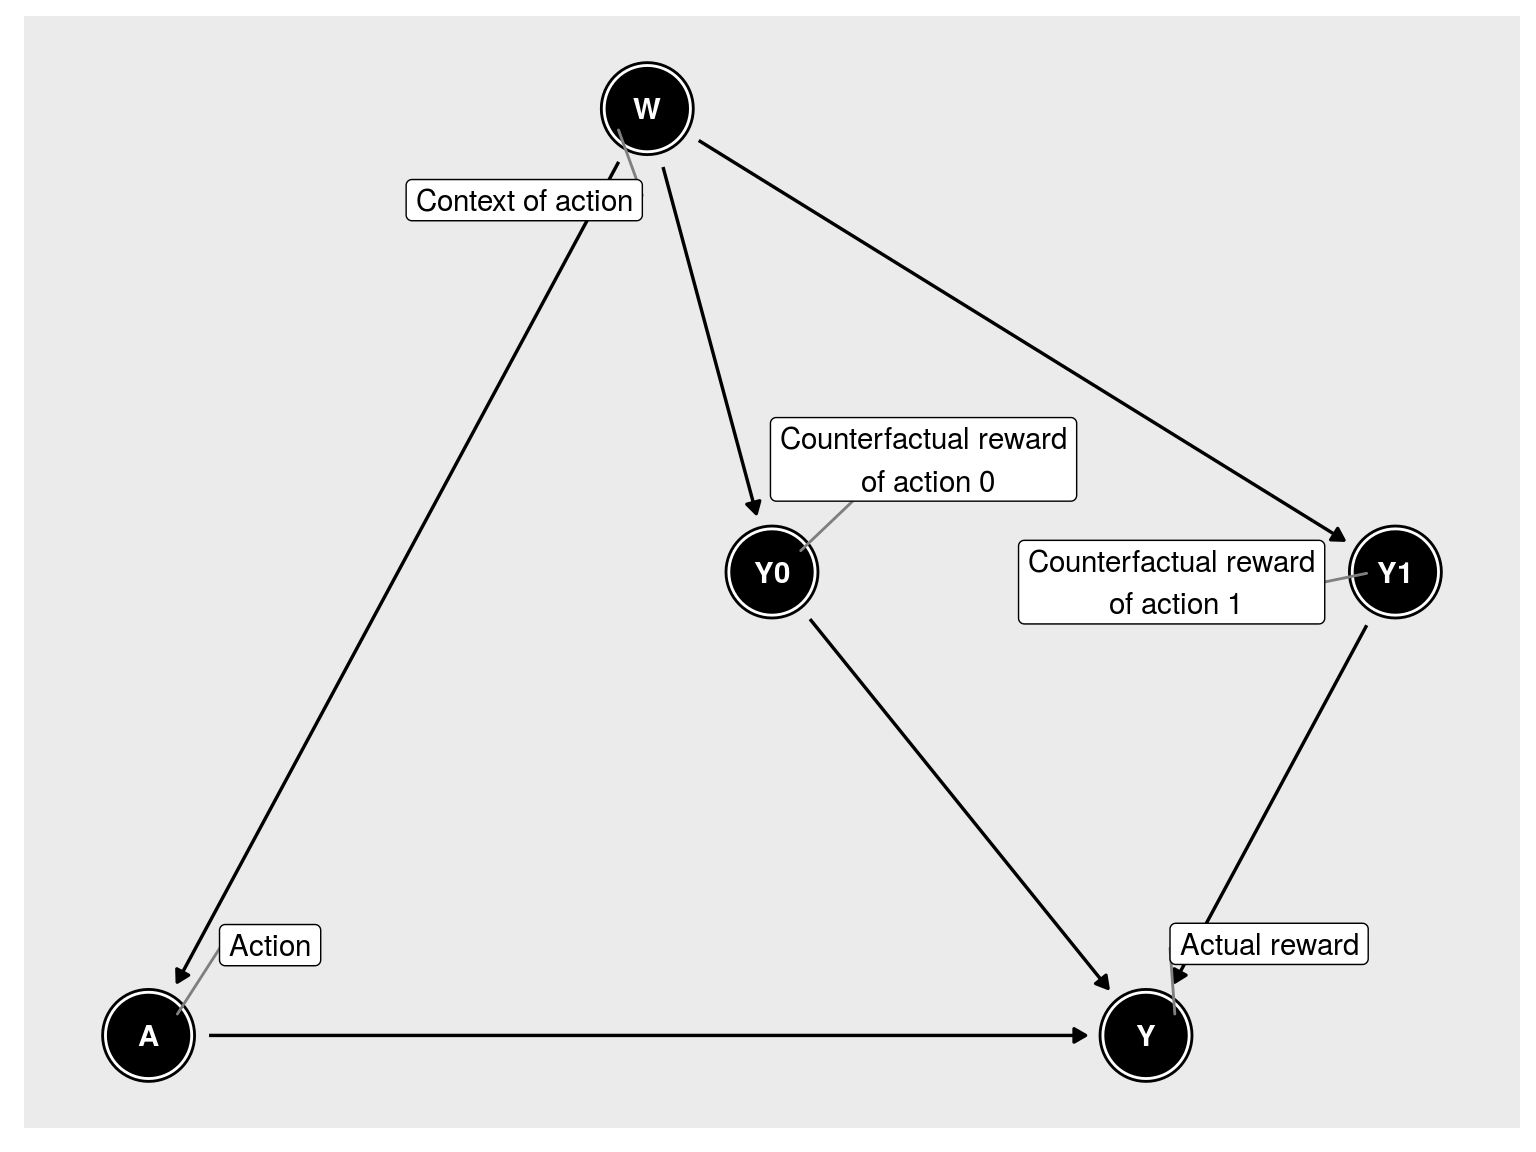 W
Context of action
Counterfactual reward
of action 0
Y0
Counterfactual reward
of action 1
Y1
Action
Actual reward
A
Y